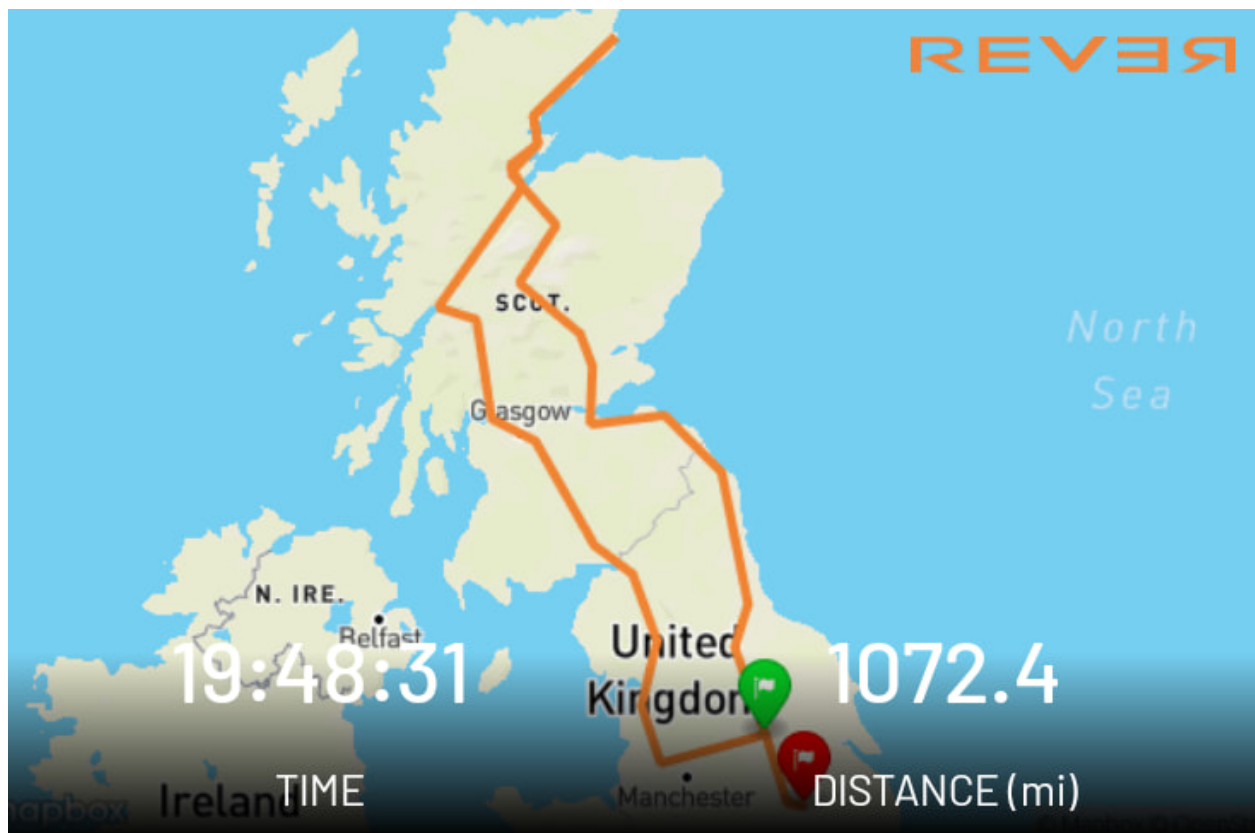 REVER
SCOT.
North
Sea
Glasgow
N. IRE.
Belfast
United
Kingdom
19:48:31
1072.4
TIME
DISTANCE (mi)
Ireland
Manchester
mapbox